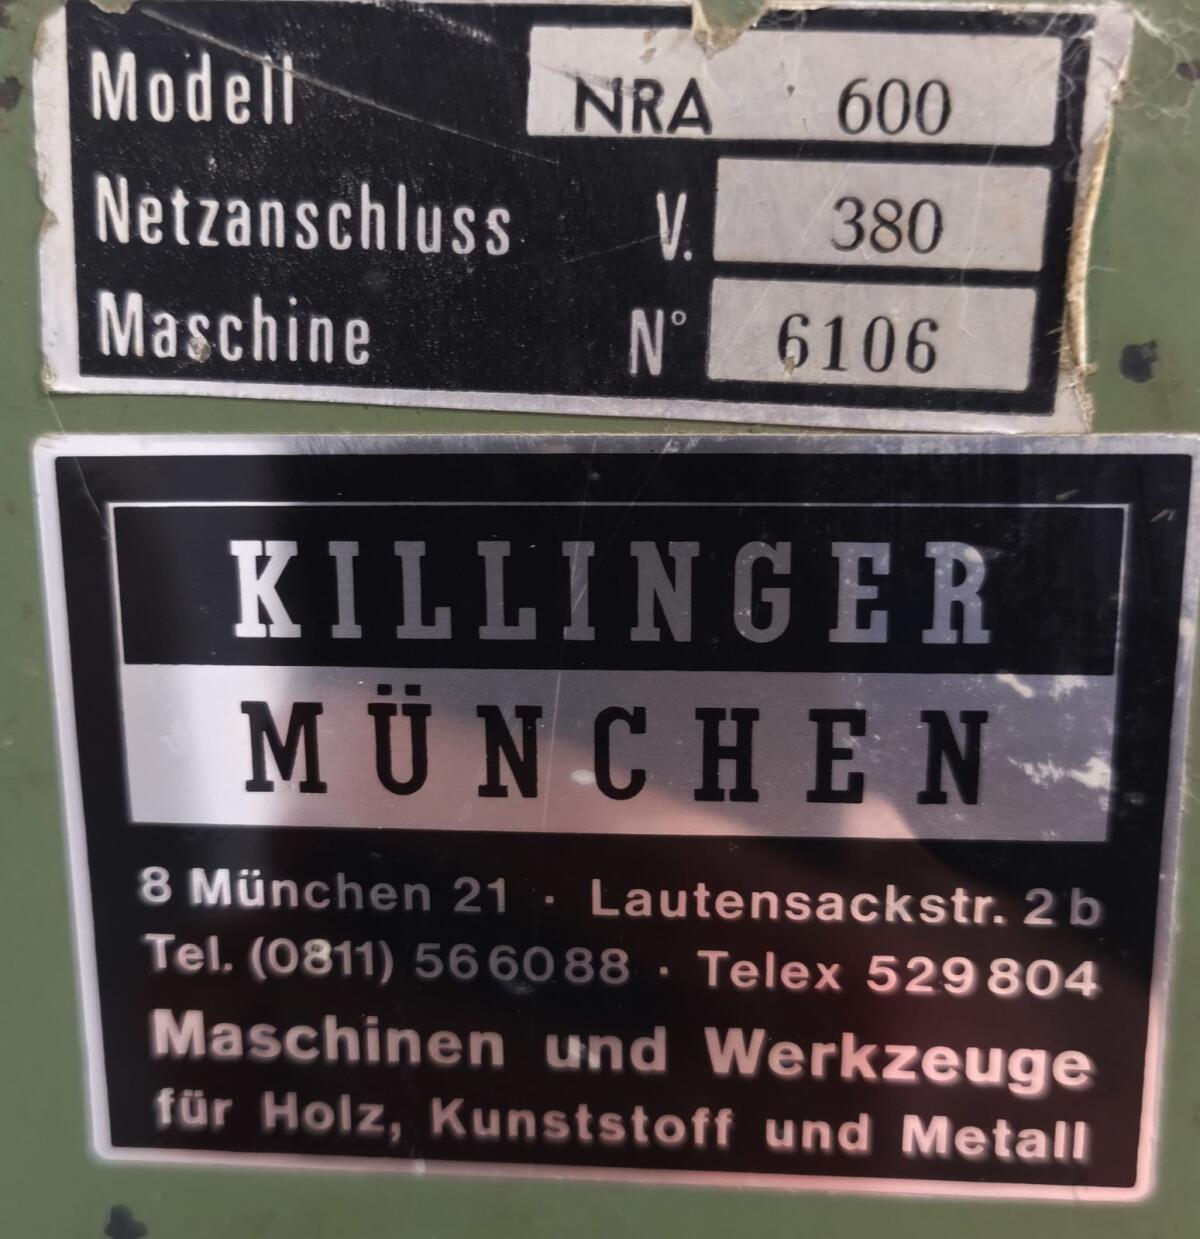 Modell NRA 600
Netzanschluss V. 380
Maschine N° 6106
KILLINGER
MÜNCHEN
8 München 21 · Lautensackstr. 2 b
Tel. (0811) 566088 · Telex 529804
Maschinen und Werkzeuge
für Holz, Kunststoff und Metall